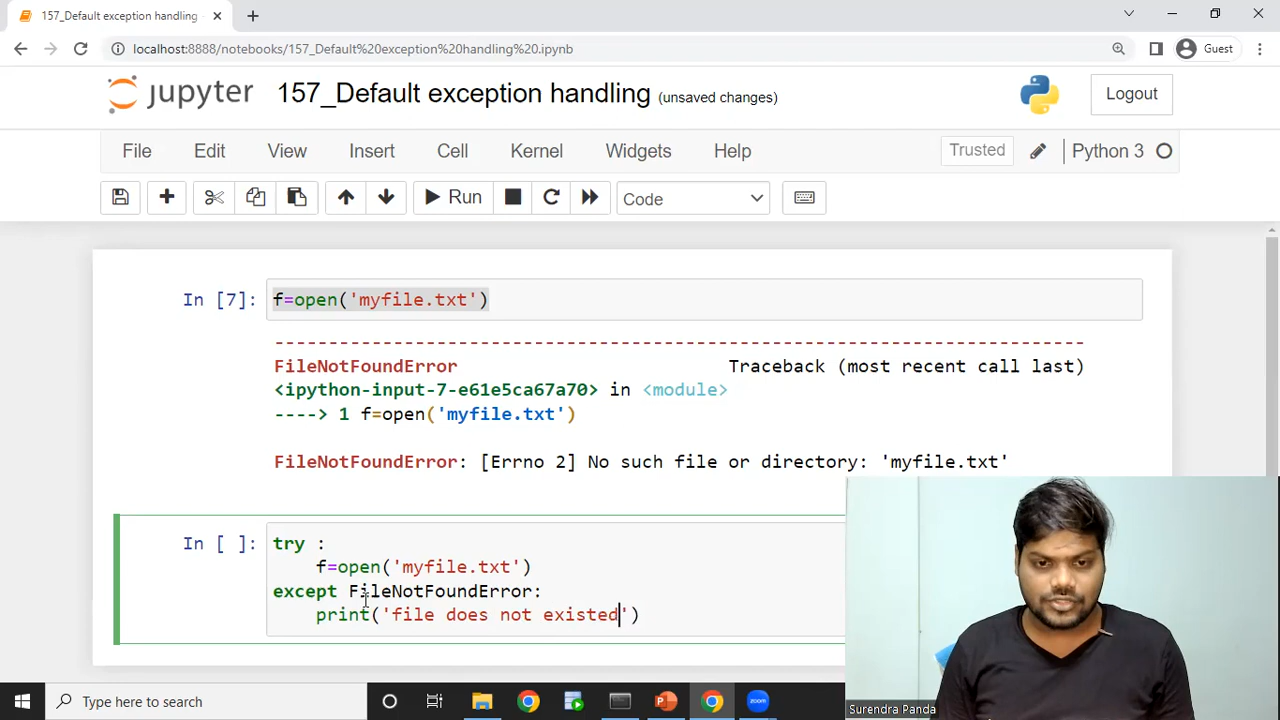 157_Default exception handling
localhost:8888/notebooks/157_Default%20exception%20handling%20.ipynb
Guest
jupyter 157_Default exception handling (unsaved changes)
Logout
File Edit View Insert Cell Kernel Widgets Help
Trusted
Python 3
Run
Code
In [7]: f=open('myfile.txt')
---------------------------------------------------------------------------
FileNotFoundError Traceback (most recent call last)
<ipython-input-7-e61e5ca67a70> in <module>
----> 1 f=open('myfile.txt')
FileNotFoundError: [Errno 2] No such file or directory: 'myfile.txt'
In [ ]: try :
f=open('myfile.txt')
except FileNotFoundError:
print('file does not existed')
Type here to search
zoom
Surendra Panda